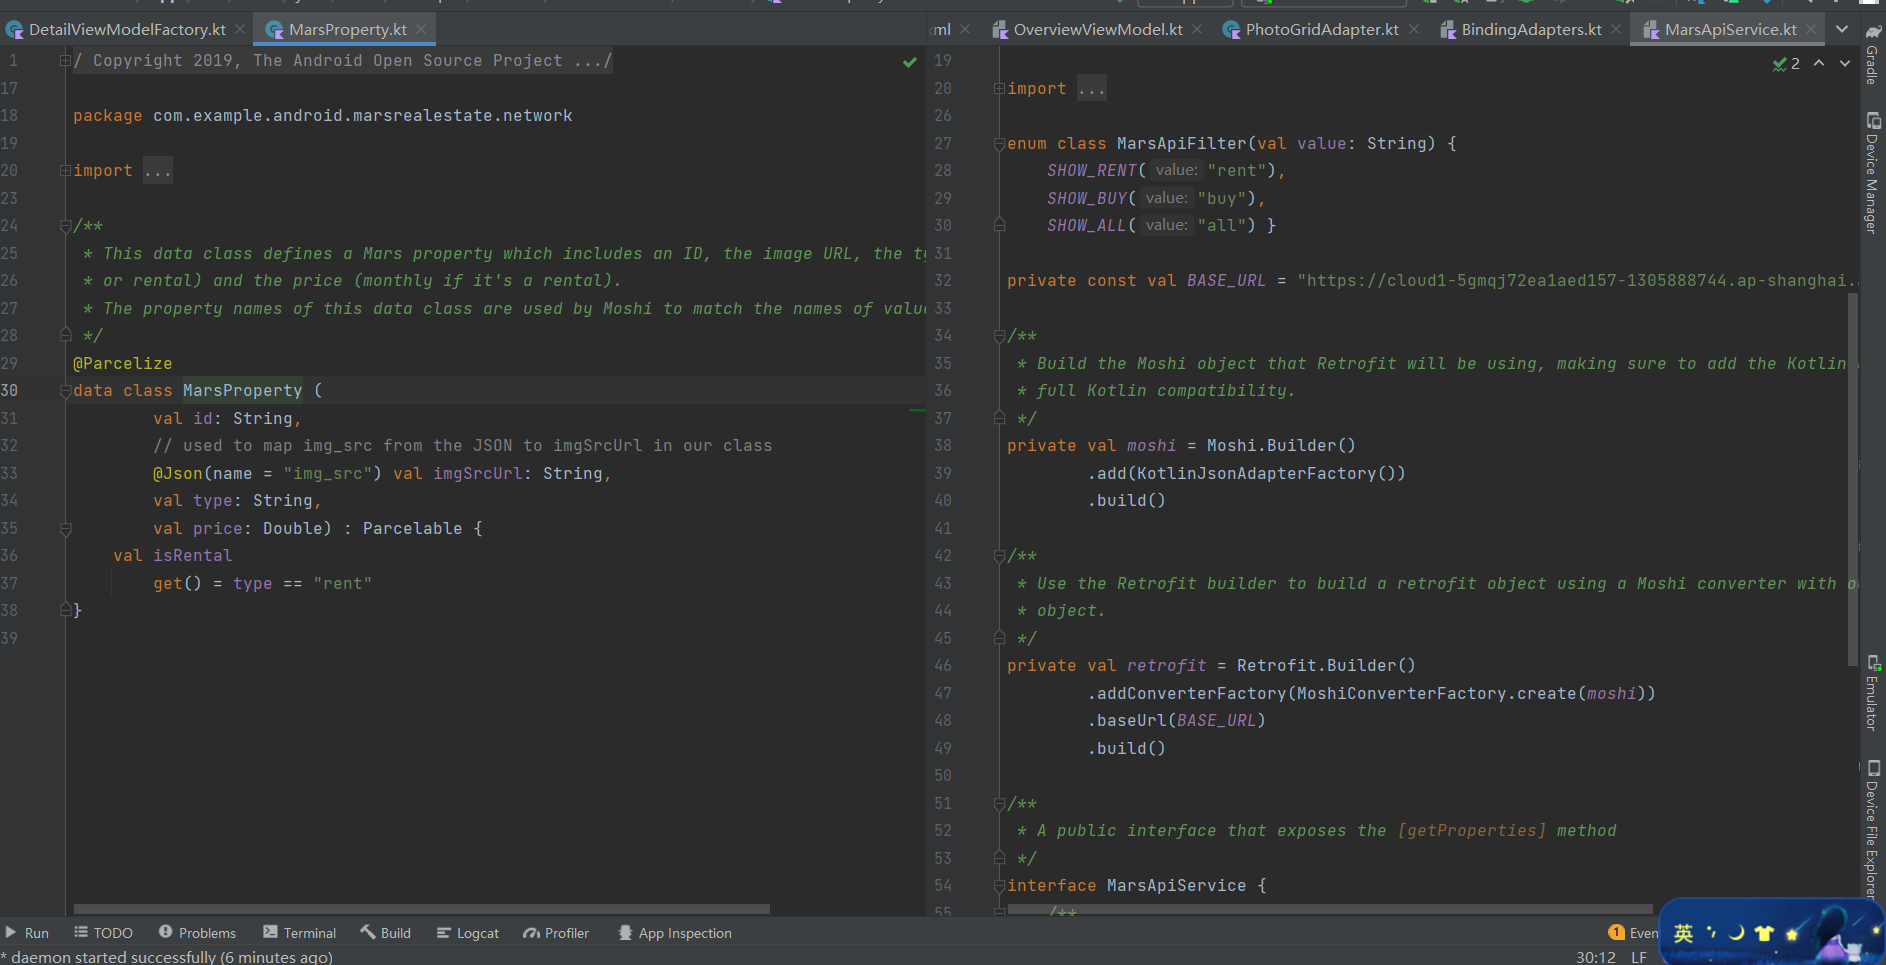 DetailViewModelFactory.kt
MarsProperty.kt
1 / Copyright 2019, The Android Open Source Project .../
17
18 package com.example.android.marsrealestate.network
19
20 import ...
23
24 /**
25 * This data class defines a Mars property which includes an ID, the image URL, the
26 * or rental) and the price (monthly if it's a rental).
27 * The property names of this data class are used by Moshi to match the names of
28 */
29 @Parcelize
30 data class MarsProperty (
31 val id: String,
32 // used to map img_src from the JSON to imgSrcUrl in our class
33 @Json(name = "img_src") val imgSrcUrl: String,
34 val type: String,
35 val price: Double) : Parcelable {
36 val isRental
37 get() = type == "rent"
38 }
39
ml
OverviewViewModel.kt
PhotoGridAdapter.kt
BindingAdapters.kt
MarsApiService.kt
2
19
20 import ...
26
27 enum class MarsApiFilter(val value: String) {
28 SHOW_RENT( value: "rent"),
29 SHOW_BUY( value: "buy"),
30 SHOW_ALL( value: "all") }
31
32 private const val BASE_URL = "https://cloud1-5gmqj72ea1aed157-1305888744.ap-shanghai.
33
34 /**
35 * Build the Moshi object that Retrofit will be using, making sure to add the Kotlin
36 * full Kotlin compatibility.
37 */
38 private val moshi = Moshi.Builder()
39 .add(KotlinJsonAdapterFactory())
40 .build()
41
42 /**
43 * Use the Retrofit builder to build a retrofit object using a Moshi converter with
44 * object.
45 */
46 private val retrofit = Retrofit.Builder()
47 .addConverterFactory(MoshiConverterFactory.create(moshi))
48 .baseUrl(BASE_URL)
49 .build()
50
51 /**
52 * A public interface that exposes the [getProperties] method
53 */
54 interface MarsApiService {
55 /**
Gradle
Device Manager
Emulator
Device File Explorer
Run
TODO
Problems
Terminal
Build
Logcat
Profiler
App Inspection
1 Even
* daemon started successfully (6 minutes ago)
30:12 LF
英